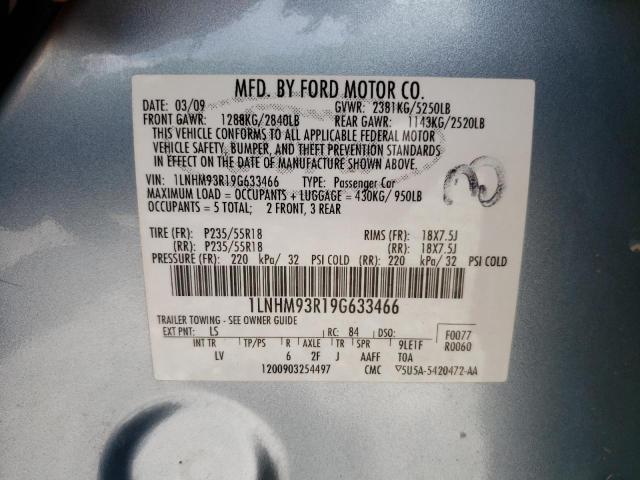 MFD. BY FORD MOTOR CO.
DATE: 03/09 GVWR: 2381KG/5250LB
FRONT GAWR: 1288KG/2840LB REAR GAWR: 1143KG/2520LB
THIS VEHICLE CONFORMS TO ALL APPLICABLE FEDERAL MOTOR
VEHICLE SAFETY, BUMPER, AND THEFT PREVENTION STANDARDS
IN EFFECT ON THE DATE OF MANUFACTURE SHOWN ABOVE.
VIN: 1LNHM93R19G633466 TYPE: Passenger Car
MAXIMUM LOAD = OCCUPANTS + LUGGAGE = 430KG/ 950LB
OCCUPANTS = 5 TOTAL; 2 FRONT, 3 REAR
TIRE (FR): P235/55R18 RIMS (FR): 18X7.5J
(RR): P235/55R18 (RR): 18X7.5J
PRESSURE (FR): 220 kPa/ 32 PSI COLD (RR): 220 kPa/ 32 PSI COLD
1LNHM93R19G633466
TRAILER TOWING - SEE OWNER GUIDE
EXT PNT: LS RC: 84 DSO: F0077
INT TR TP/PS R AXLE TR SPR 9LE1F R0060
LV 6 2F J AAFF TOA
1200903254497 CMC 5U5A-5420472-AA